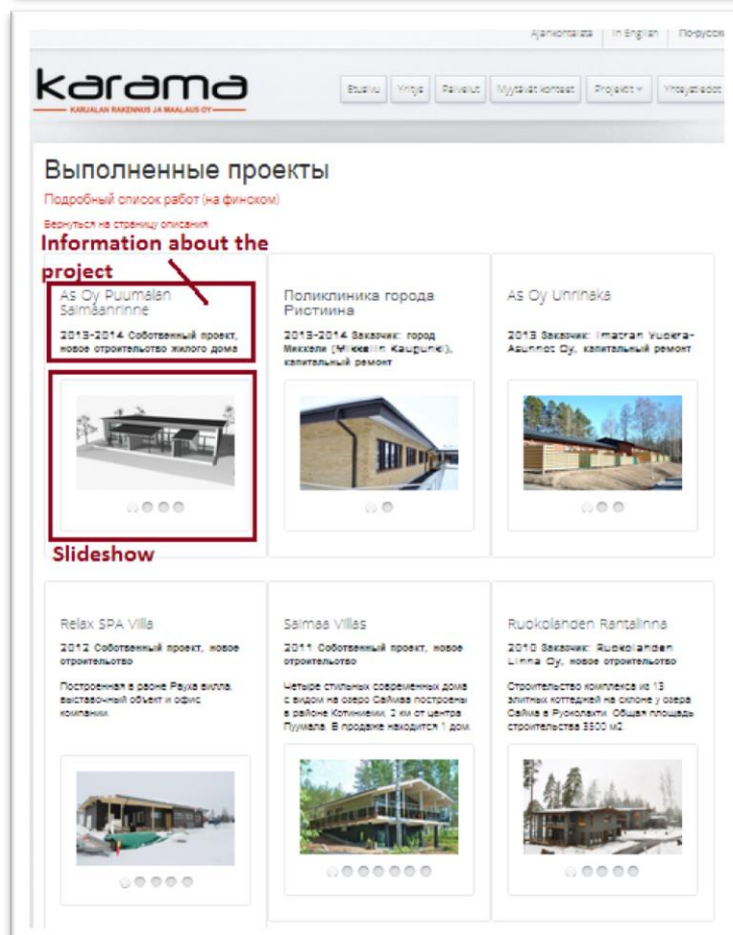 Ajankohtaista In English По-русски
karama
KARJALAN RAKENNUS JA MAALAUS OY
Etusivu Yritys Palvelut Myytävät kohteet Projektit Yhteystiedot
Выполненные проекты
Подробный список работ (на финском)
Вернуться на страницу описания
Information about the
project
As Oy Puumalan
Saimaanrinne
2013-2014 Собственный проект,
новое строительство жилого дома
Slideshow
Поликлиника города
Ристиина
2013-2014 Заказчик: город
Миккели (Mikkelin Kaupunki),
капитальный ремонт
As Oy Uhrihaka
2013 Заказчик: Imatran Vuokra-
Asunnot Oy, капитальный ремонт
Relax SPA Villa
2012 Собственный проект, новое
строительство
Построенная в районе Рауха вилла,
выставочный объект и офис
компании.
Saimaa Villas
2011 Собственный проект, новое
строительство
Четыре стильных современных дома
с видом на озеро Саймаа построены
в районе Котиниеми, 2 км от центра
Пуумала. В продаже находится 1 дом.
Ruokolahden Rantalinna
2010 Заказчик: Ruokolahden
Linna Oy, новое строительство
Строительство комплекса из 13
элитных коттеджей на склоне у озера
Сайма в Руоколахти. Общая площадь
строительства 3300 м2.